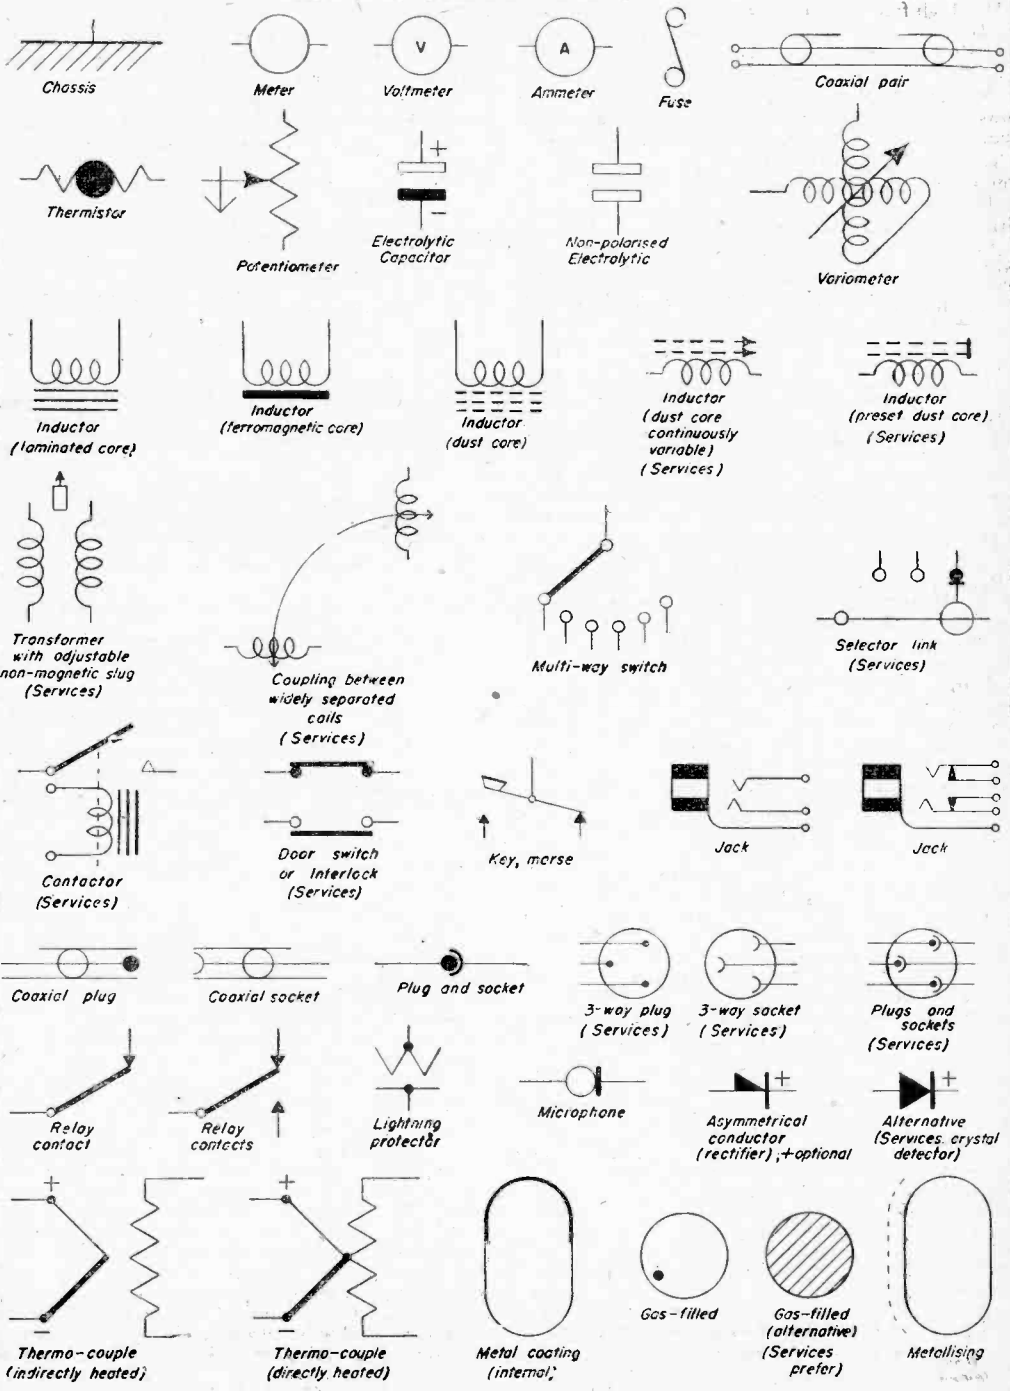 Chassis
Meter
V
Voltmeter
A
Ammeter
Fuse
Coaxial pair
Thermistor
Potentiometer
+
−
Electrolytic
Capacitor
Non-polarised
Electrolytic
Variometer
Inductor
(laminated core)
Inductor
(ferromagnetic core)
Inductor
(dust core)
Inductor
(dust core
continuously
variable)
(Services)
Inductor
(preset dust core)
(Services)
Transformer
with adjustable
non-magnetic slug
(Services)
Coupling between
widely separated
coils
(Services)
Multi-way switch
Selector link
(Services)
Contactor
(Services)
Door switch
or Interlock
(Services)
Key, morse
Jack
Jack
Coaxial plug
Coaxial socket
Plug and socket
3-way plug
(Services)
3-way socket
(Services)
Plugs and
sockets
(Services)
Relay
contact
Relay
contacts
Lightning
protector
Microphone
+
Asymmetrical
conductor
(rectifier); + optional
+
Alternative
(Services crystal
detector)
+
−
Thermo-couple
(indirectly heated)
+
−
Thermo-couple
(directly heated)
Metal coating
(internal)
Gas-filled
Gas-filled
(alternative)
(Services
prefer)
Metallising